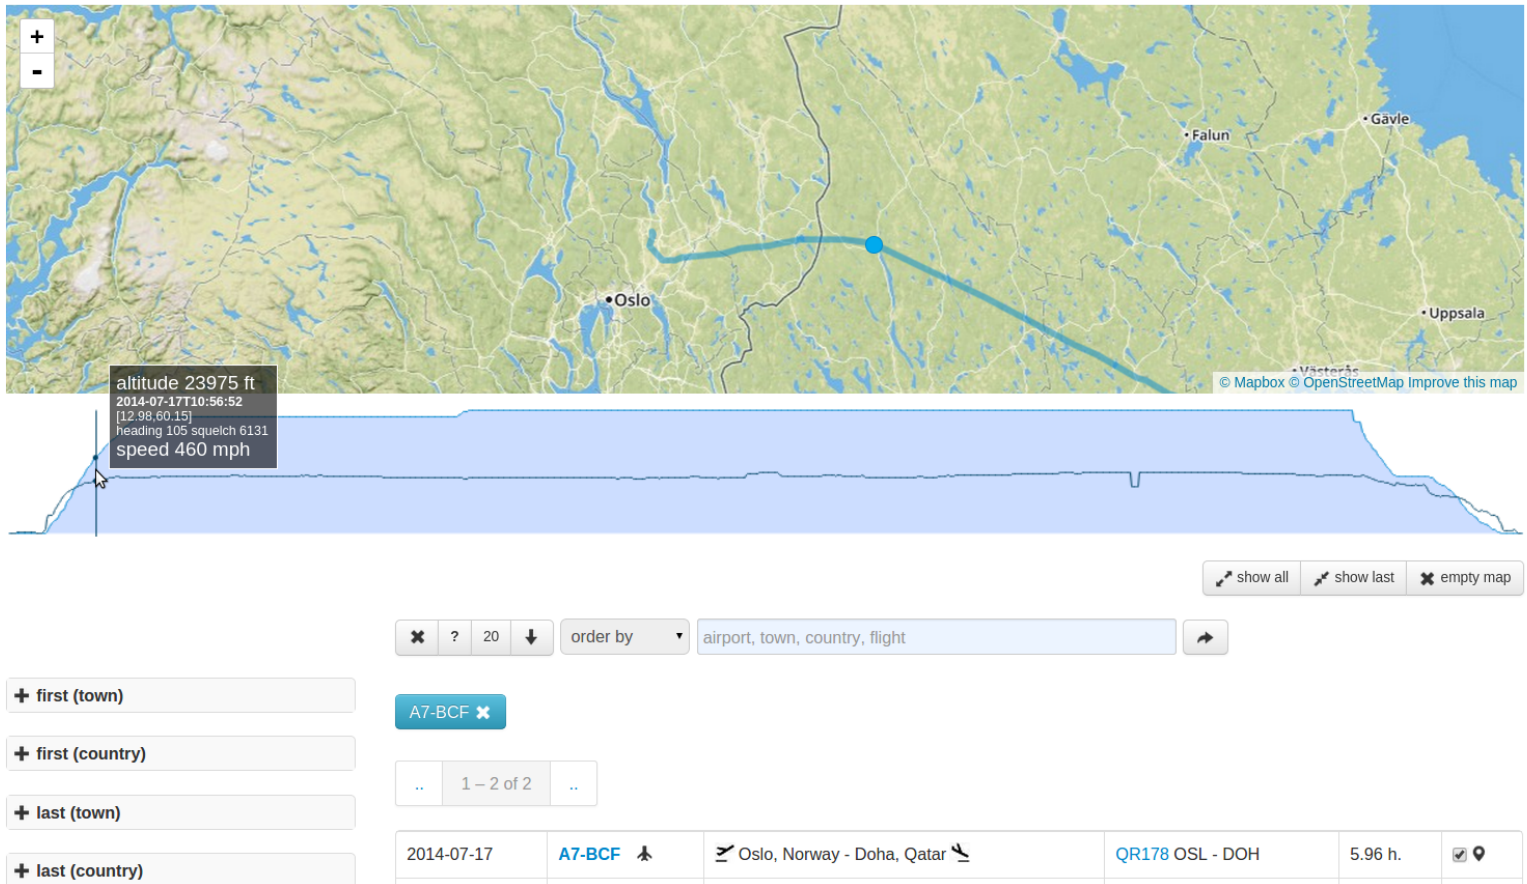 +
-
Falun
Gävle
Oslo
Uppsala
Västerås
© Mapbox © OpenStreetMap Improve this map
altitude 23975 ft
2014-07-17T10:56:52
[12.98,60.15]
heading 105 squelch 6131
speed 460 mph
show all show last empty map
? 20 order by airport, town, country, flight
first (town)
A7-BCF
first (country)
.. 1 – 2 of 2 ..
last (town)
2014-07-17 A7-BCF Oslo, Norway - Doha, Qatar QR178 OSL - DOH 5.96 h.
last (country)